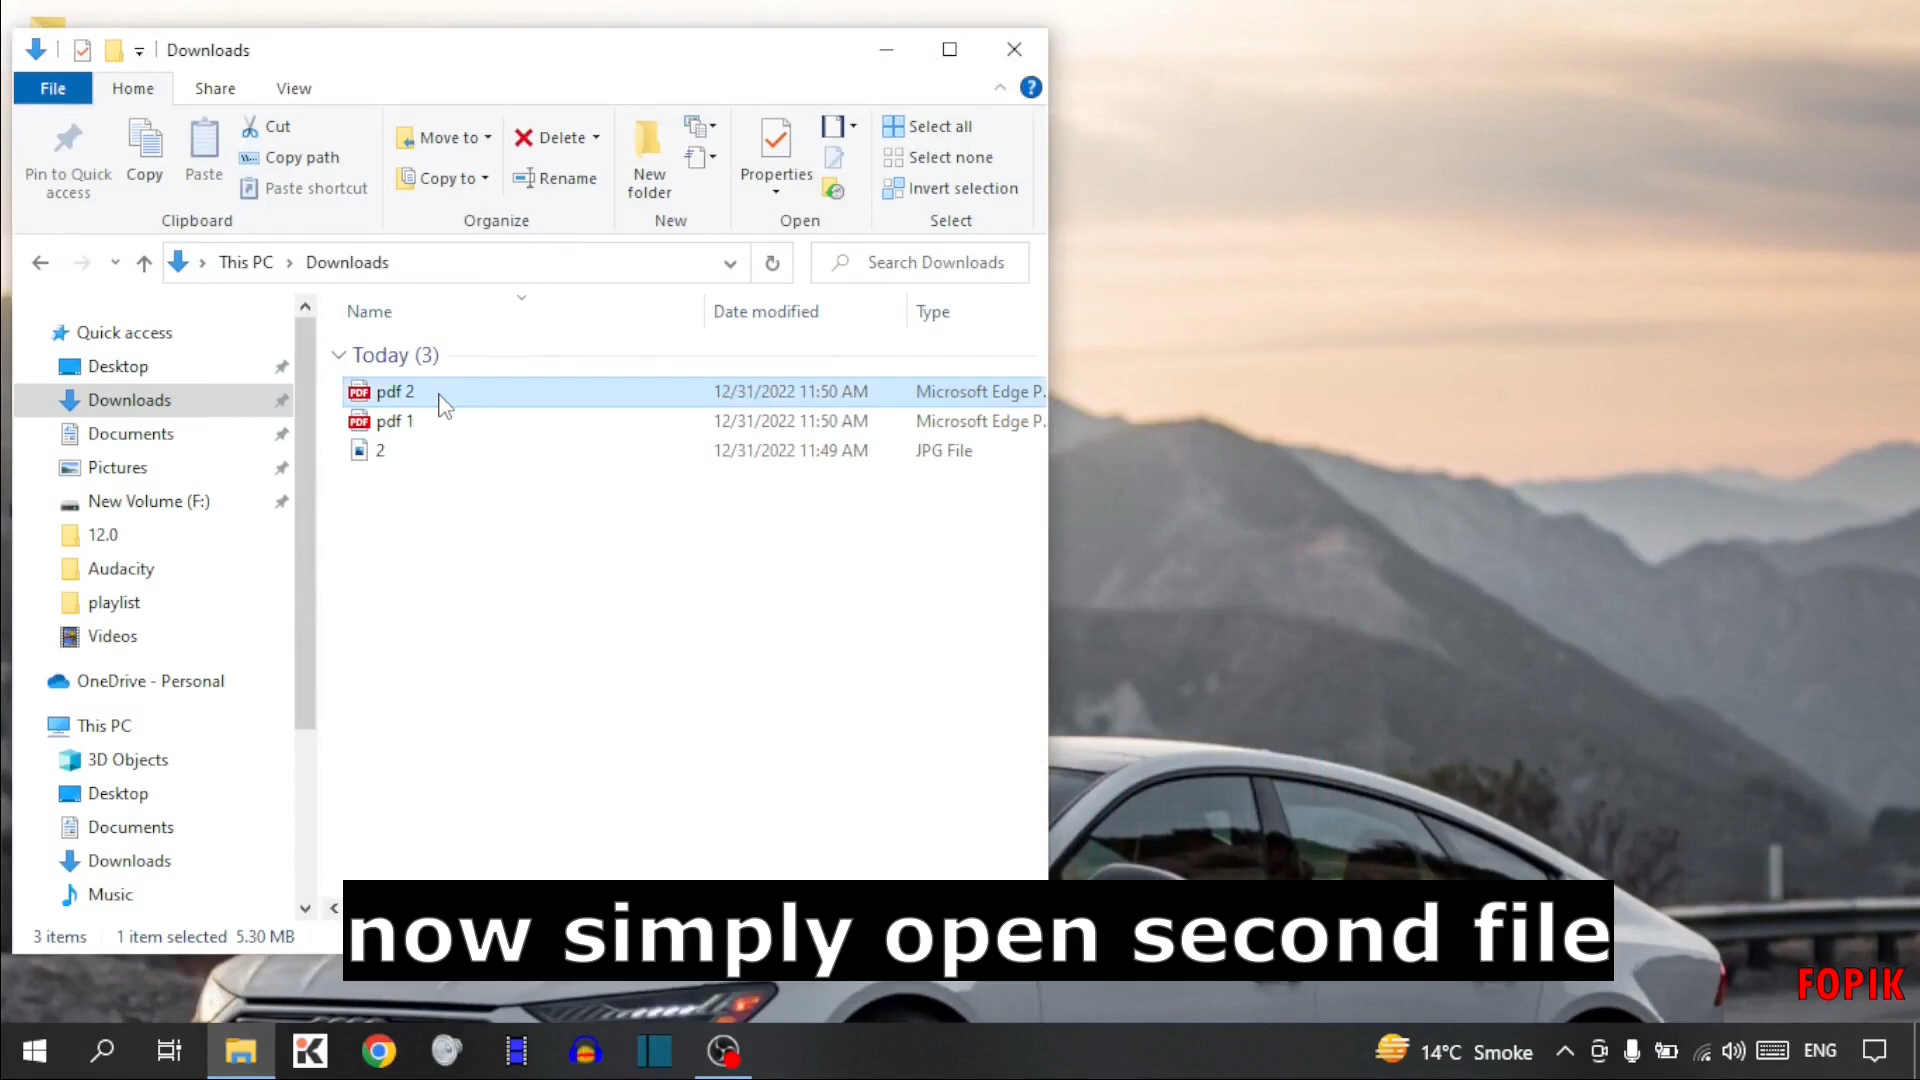 Downloads
File Home Share View
Pin to Quick access
Copy
Paste
Cut
Copy path
Paste shortcut
Clipboard
Move to
Copy to
Delete
Rename
Organize
New folder
New
Properties
Open
Select all
Select none
Invert selection
Select
This PC > Downloads
Search Downloads
Name Date modified Type
Today (3)
pdf 2 12/31/2022 11:50 AM Microsoft Edge P.
pdf 1 12/31/2022 11:50 AM Microsoft Edge P.
2 12/31/2022 11:49 AM JPG File
Quick access
Desktop
Downloads
Documents
Pictures
New Volume (F:)
12.0
Audacity
playlist
Videos
OneDrive - Personal
This PC
3D Objects
Desktop
Documents
Downloads
Music
3 items 1 item selected 5.30 MB
now simply open second file
FOPIK
14°C Smoke
ENG